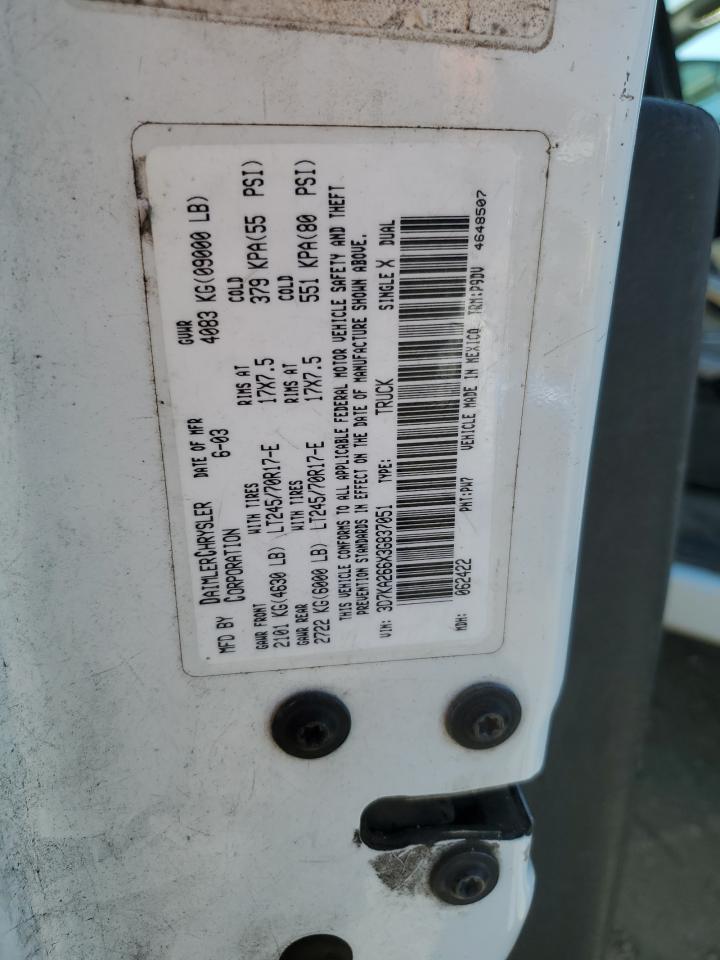 MFD BY DAIMLERCHRYSLER CORPORATION DATE OF MFR 6-03 GVWR 4083 KG(09000 LB)
GAWR FRONT WITH TIRES RIMS AT COLD
2101 KG(4630 LB) LT245/70R17-E 17X7.5 379 KPA(55 PSI)
GAWR REAR WITH TIRES RIMS AT COLD
2722 KG(6000 LB) LT245/70R17-E 17X7.5 551 KPA(80 PSI)
THIS VEHICLE CONFORMS TO ALL APPLICABLE FEDERAL MOTOR VEHICLE SAFETY AND THEFT
PREVENTION STANDARDS IN EFFECT ON THE DATE OF MANUFACTURE SHOWN ABOVE.
VIN: 3D7KA266X3G837051 TYPE: TRUCK SINGLE X DUAL
MDH: 062422 PNT:PW7 VEHICLE MADE IN MEXICO TRM:P9DV 4648507